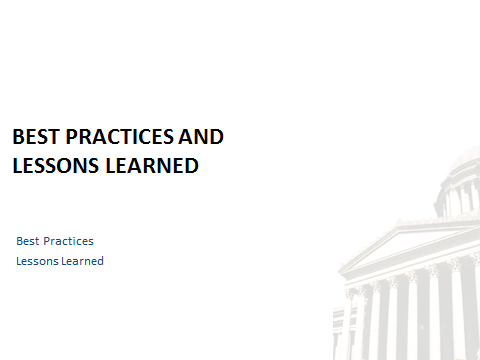 BEST PRACTICES AND
LESSONS LEARNED
Best Practices
Lessons Learned